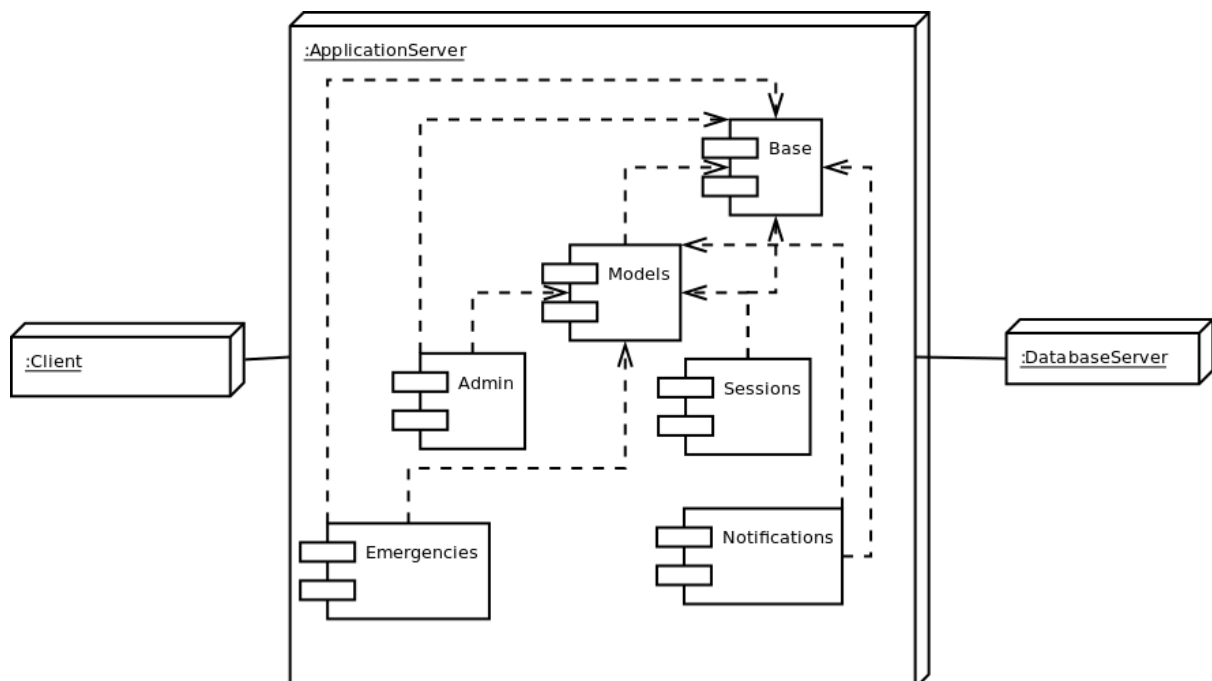 :ApplicationServer
Base
Models
:Client
:DatabaseServer
Admin
Sessions
Emergencies
Notifications